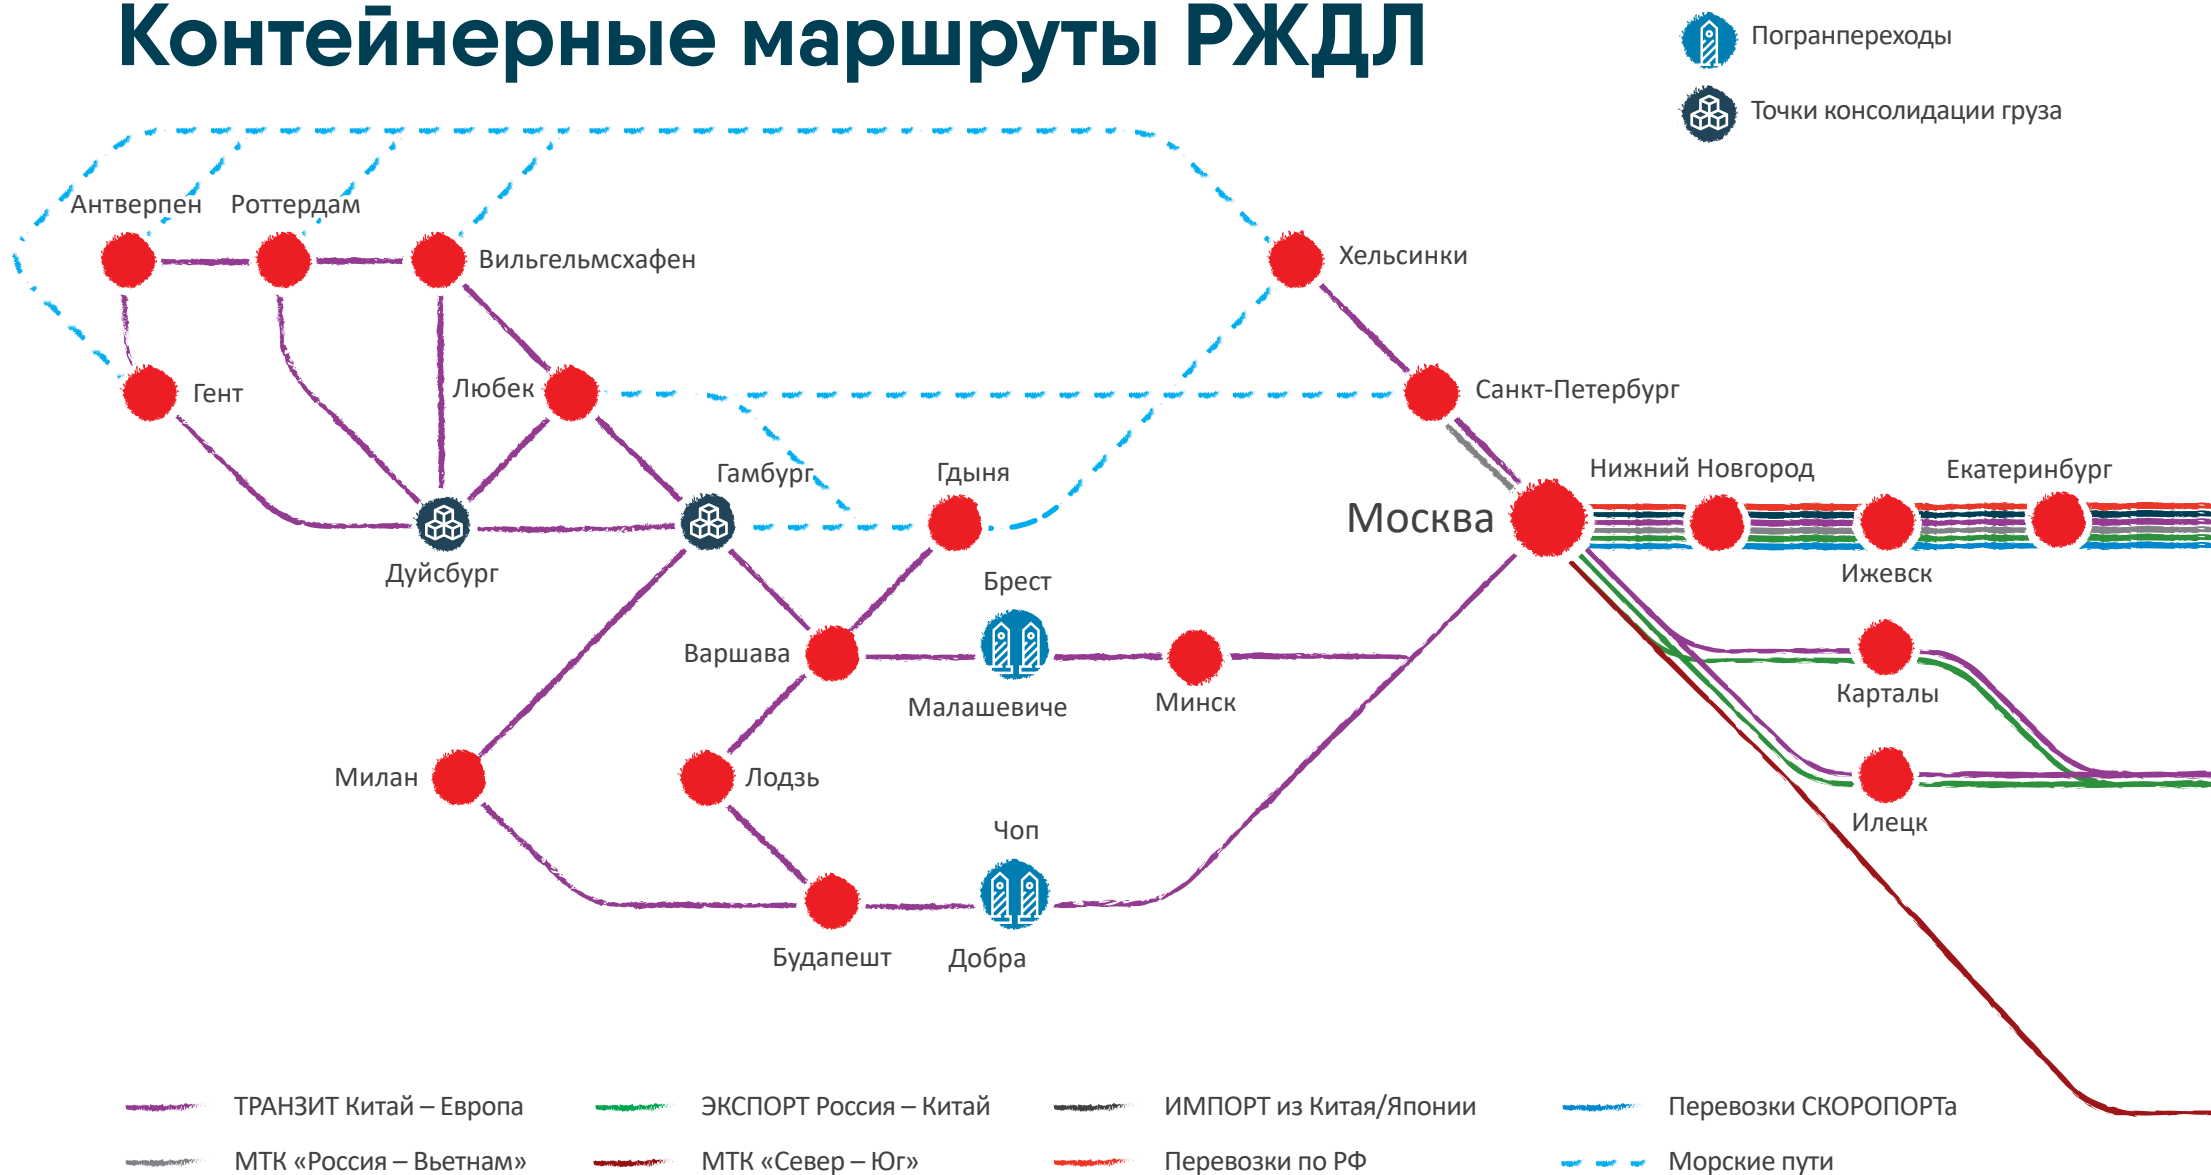 Контейнерные маршруты РЖДЛ
Погранпереходы
Точки консолидации груза
Антверпен
Роттердам
Вильгельмсхафен
Хельсинки
Гент
Любек
Санкт-Петербург
Гамбург
Гдыня
Нижний Новгород
Екатеринбург
Москва
Дуйсбург
Брест
Ижевск
Варшава
Малашевиче
Минск
Карталы
Милан
Лодзь
Чоп
Илецк
Будапешт
Добра
ТРАНЗИТ Китай – Европа
ЭКСПОРТ Россия – Китай
ИМПОРТ из Китая/Японии
Перевозки СКОРОПОРТа
МТК «Россия – Вьетнам»
МТК «Север – Юг»
Перевозки по РФ
Морские пути